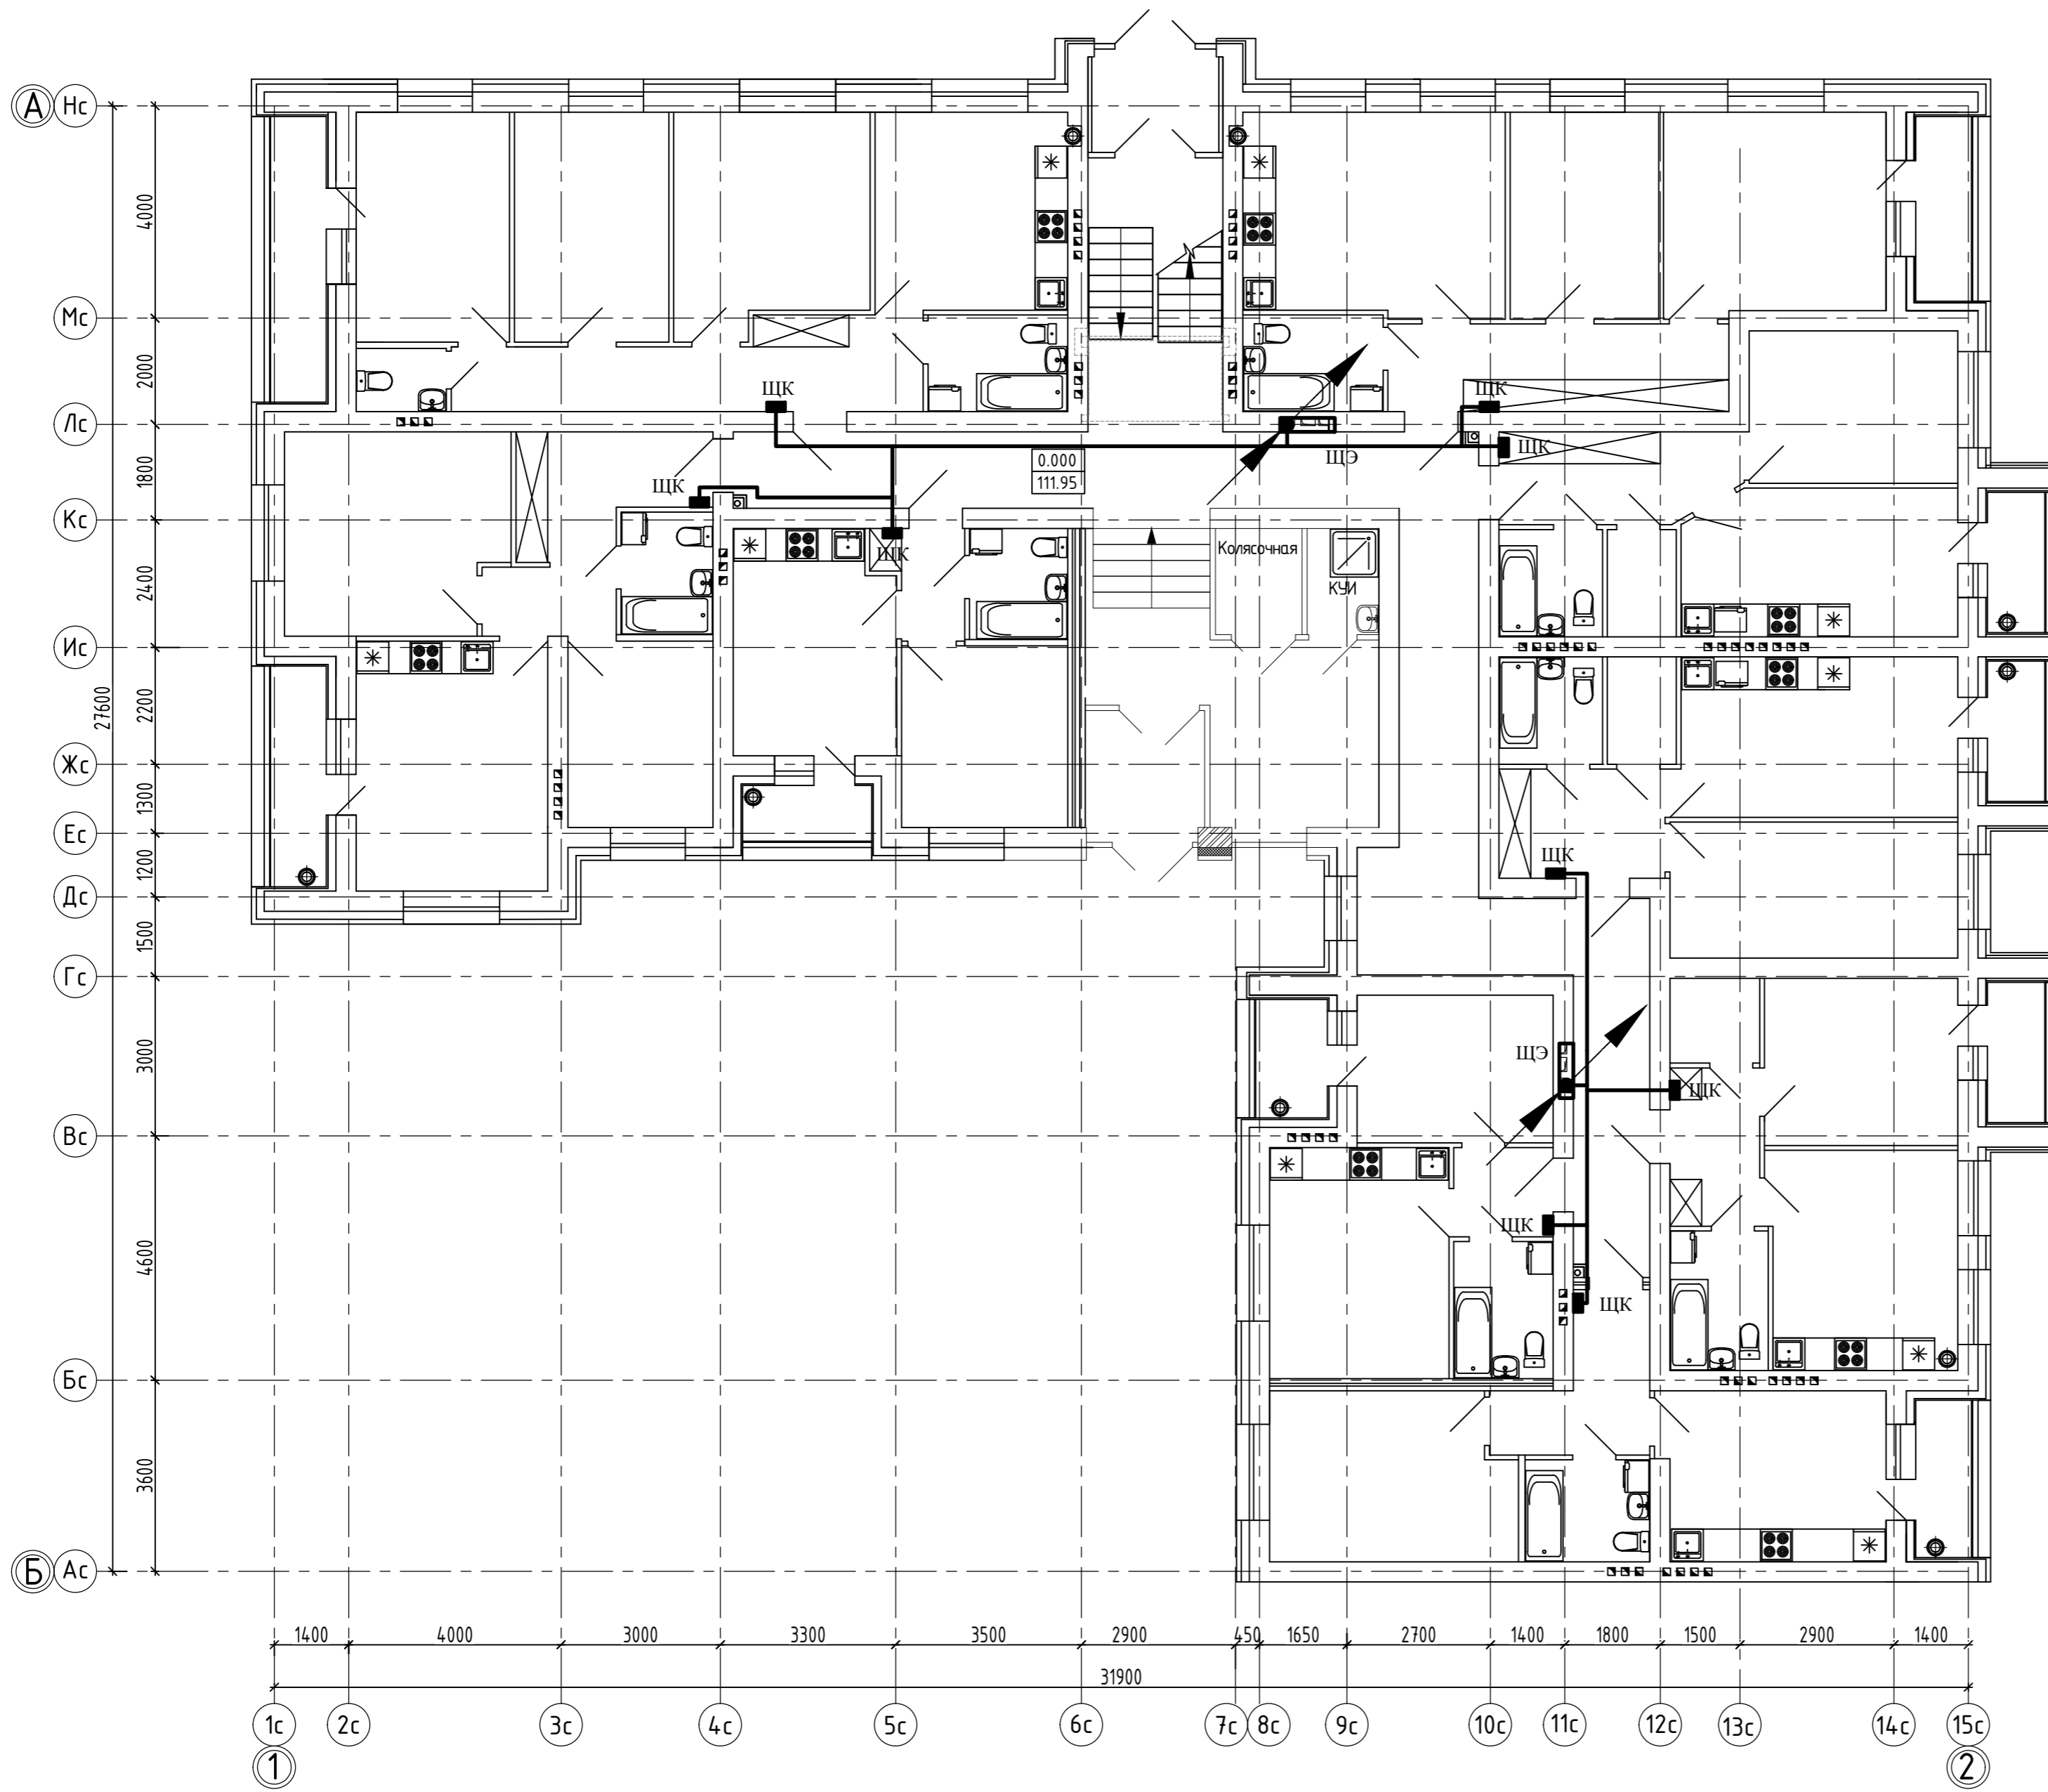 А Нс
4000
Мс
2000
ЩК
ЩК
Лс
1800
0.000
111.95
ЩЭ
ЩК
ЩК
Кс
Колясочная
ЩК
2400
КУИ
Ис
27600
2200
Жс
1300
Ес
1200
ЩК
Дс
1500
Гс
3000
ЩЭ
ЩК
Вс
4600
ЩК
ЩК
Бс
3600
Б Ас
1400 4000 3000 3300 3500 2900 450 1650 2700 1400 1800 1500 2900 1400
31900
1с 2с 3с 4с 5с 6с 7с 8с 9с 10с 11с 12с 13с 14с 15с
1 2